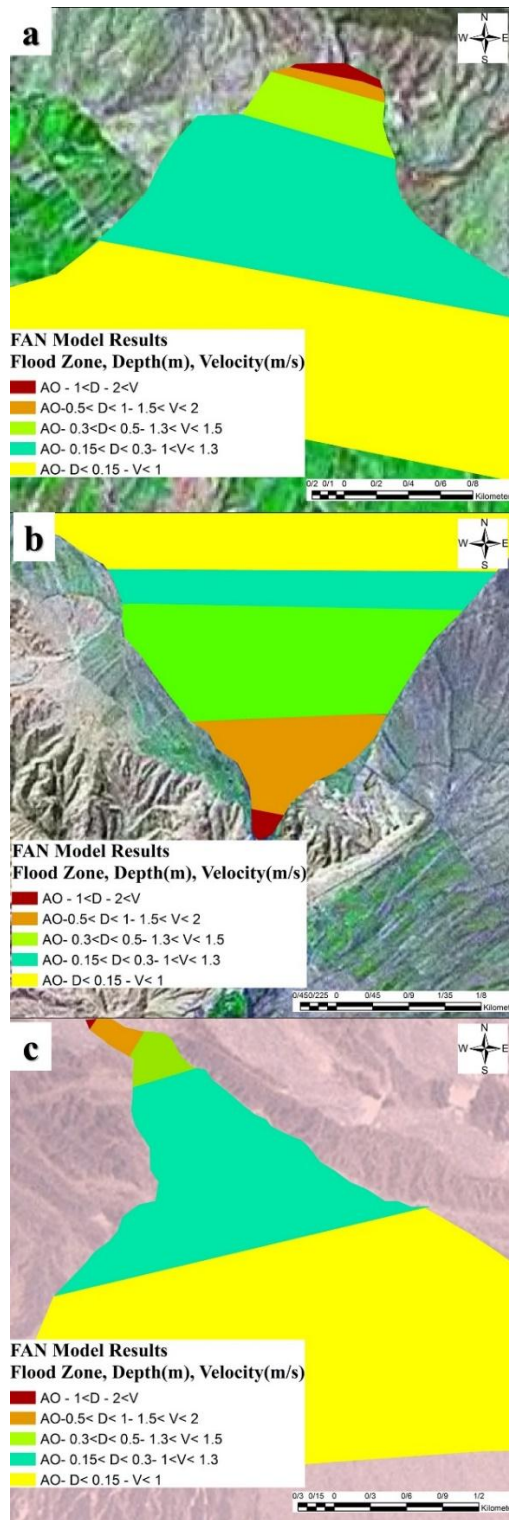 a
N
W E
S
FAN Model Results
Flood Zone, Depth(m), Velocity(m/s)
AO - 1<D - 2<V
AO-0.5< D< 1- 1.5< V< 2
AO- 0.3<D< 0.5- 1.3< V< 1.5
AO- 0.15< D< 0.3- 1<V< 1.3
AO- D< 0.15 - V< 1
0/2 0/1 0 0/2 0/4 0/6 0/8
Kilometer
b
N
W E
S
FAN Model Results
Flood Zone, Depth(m), Velocity(m/s)
AO - 1<D - 2<V
AO-0.5< D< 1- 1.5< V< 2
AO- 0.3<D< 0.5- 1.3< V< 1.5
AO- 0.15< D< 0.3- 1<V< 1.3
AO- D< 0.15 - V< 1
0/45 0/225 0 0/45 0/9 1/35 1/8
Kilometer
c
N
W E
S
FAN Model Results
Flood Zone, Depth(m), Velocity(m/s)
AO - 1<D - 2<V
AO-0.5< D< 1- 1.5< V< 2
AO- 0.3<D< 0.5- 1.3< V< 1.5
AO- 0.15< D< 0.3- 1<V< 1.3
AO- D< 0.15 - V< 1
0/3 0/15 0 0/3 0/6 0/9 1/2
Kilometer